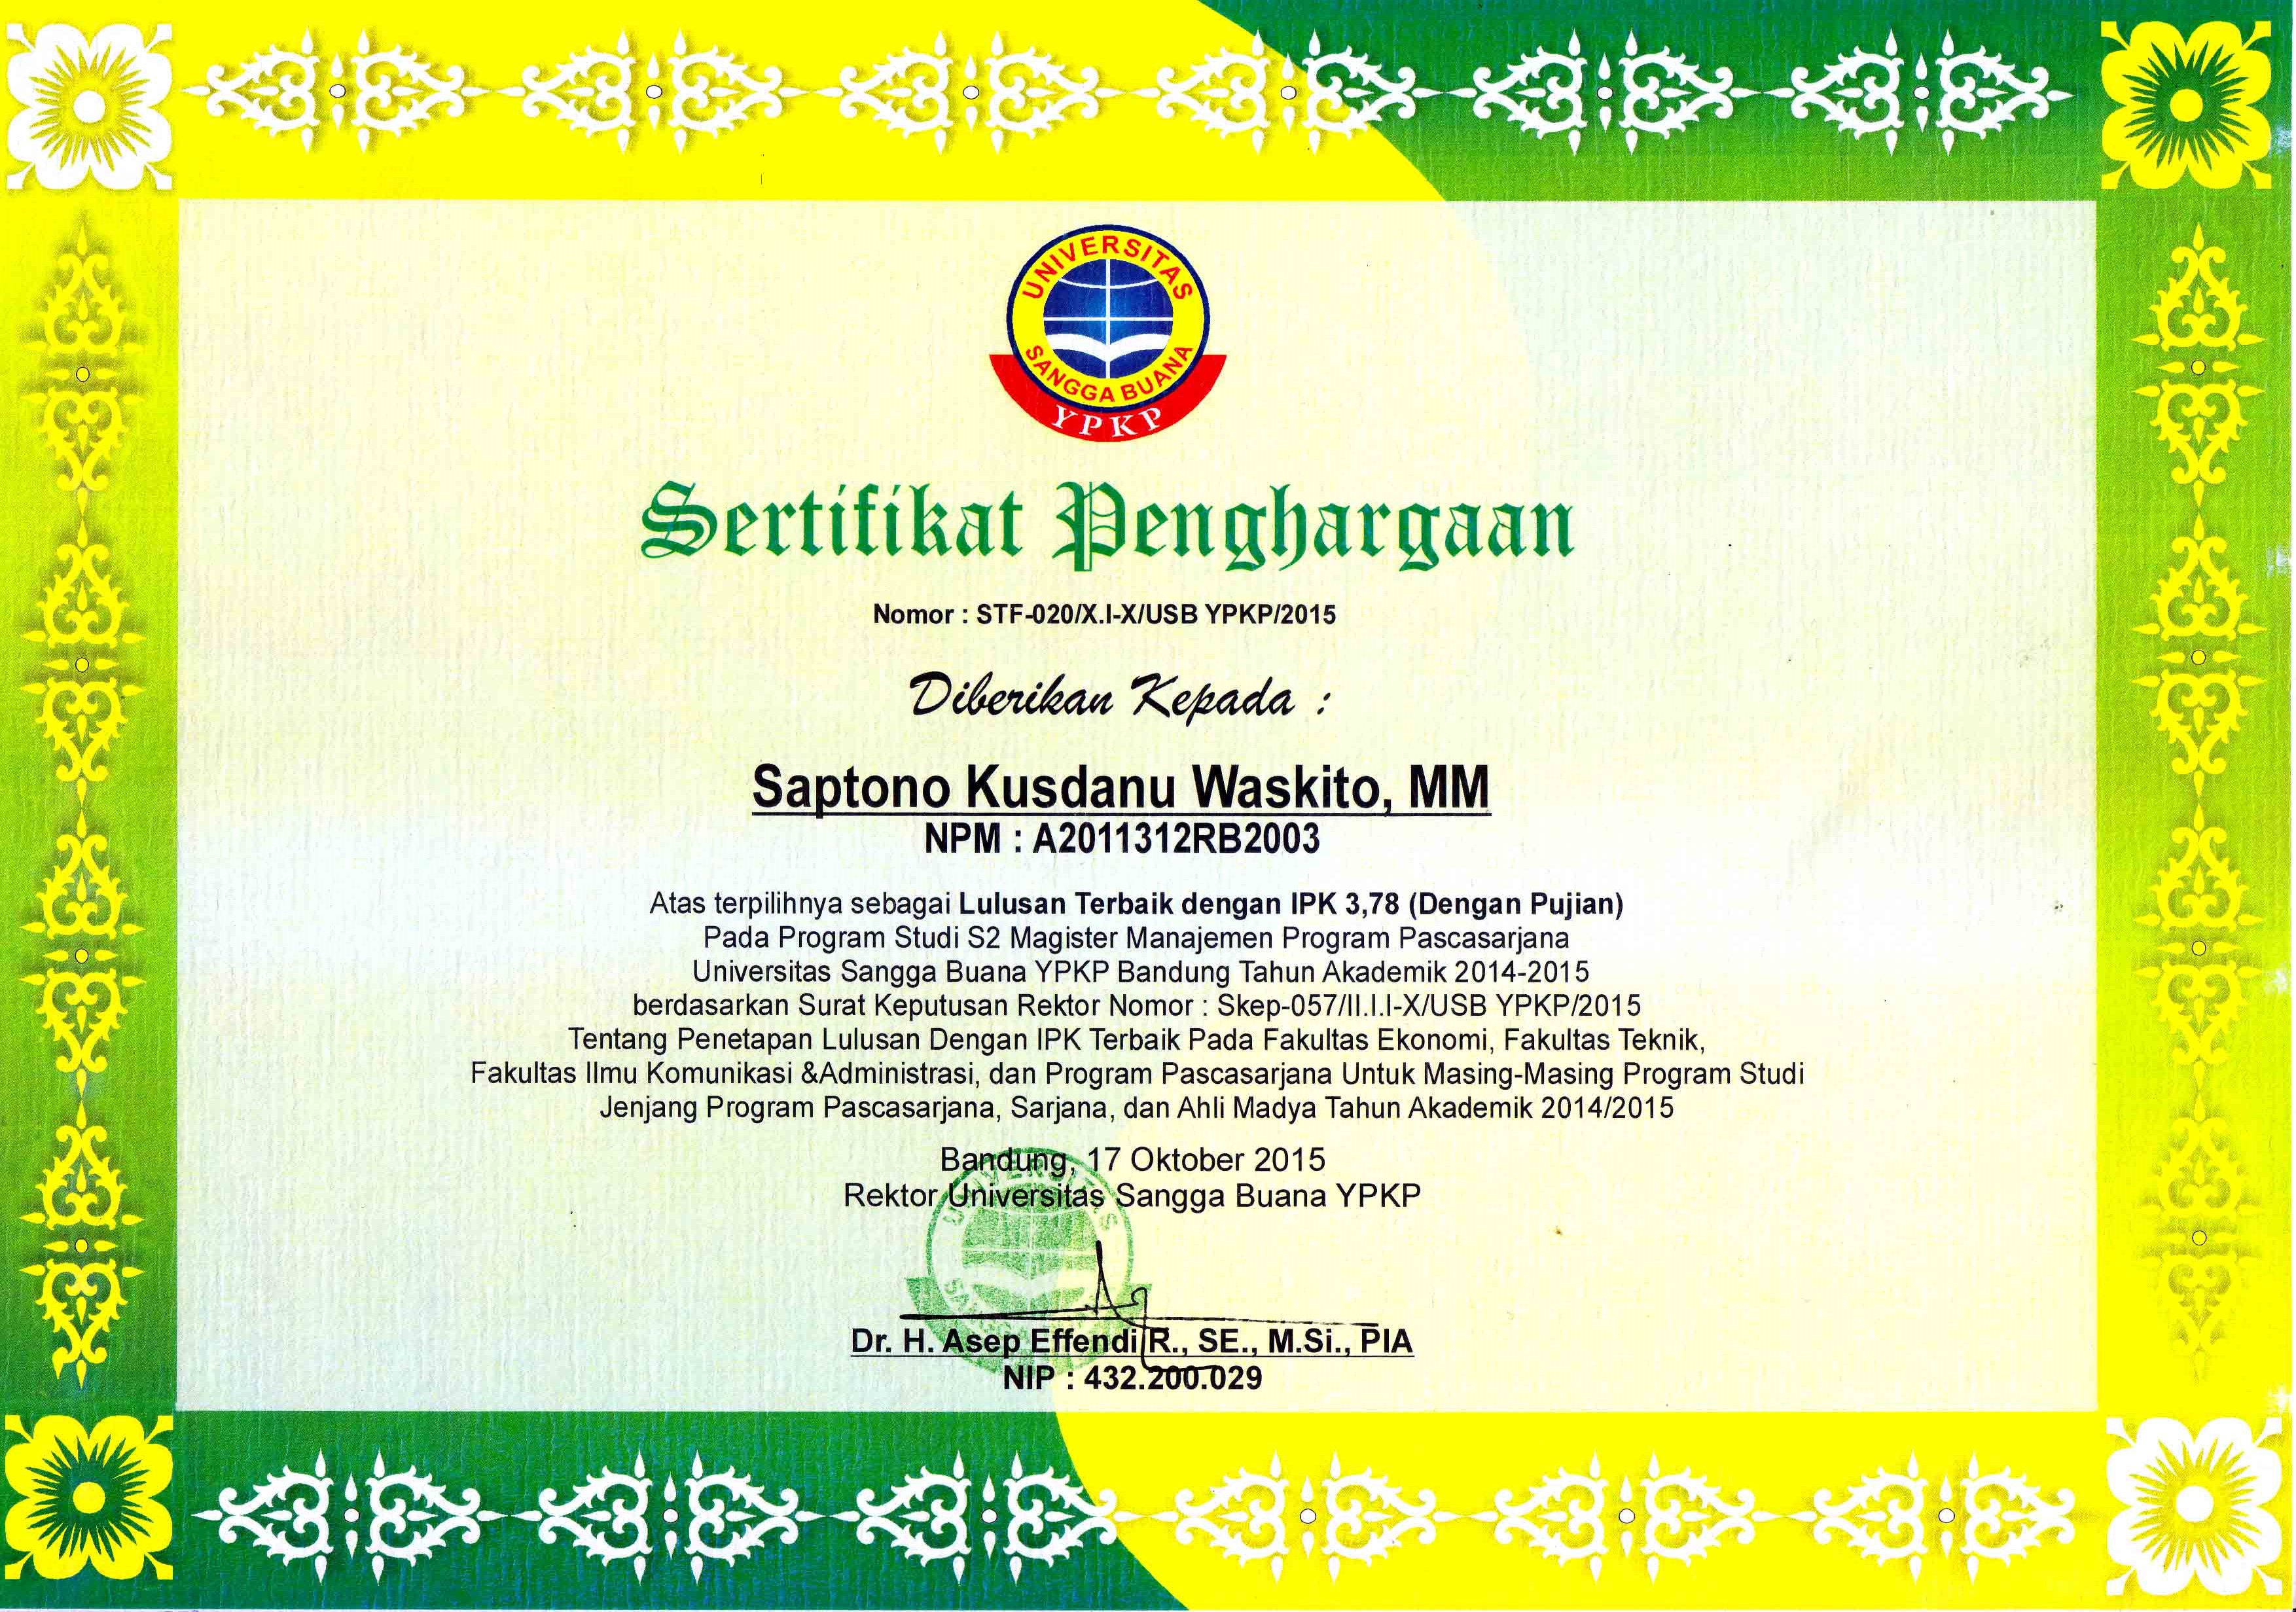 UNIVERSITAS
SANGGA BUANA
YPKP
Sertifikat Penghargaan
Nomor : STF-020/X.I-X/USB YPKP/2015
Diberikan Kepada :
Saptono Kusdanu Waskito, MM
NPM : A2011312RB2003
Atas terpilihnya sebagai Lulusan Terbaik dengan IPK 3,78 (Dengan Pujian)
Pada Program Studi S2 Magister Manajemen Program Pascasarjana
Universitas Sangga Buana YPKP Bandung Tahun Akademik 2014-2015
berdasarkan Surat Keputusan Rektor Nomor : Skep-057/II.I.I-X/USB YPKP/2015
Tentang Penetapan Lulusan Dengan IPK Terbaik Pada Fakultas Ekonomi, Fakultas Teknik,
Fakultas Ilmu Komunikasi &Administrasi, dan Program Pascasarjana Untuk Masing-Masing Program Studi
Jenjang Program Pascasarjana, Sarjana, dan Ahli Madya Tahun Akademik 2014/2015
Bandung, 17 Oktober 2015
Rektor Universitas Sangga Buana YPKP
Dr. H. Asep Effendi R., SE., M.Si., PIA
NIP : 432.200.029